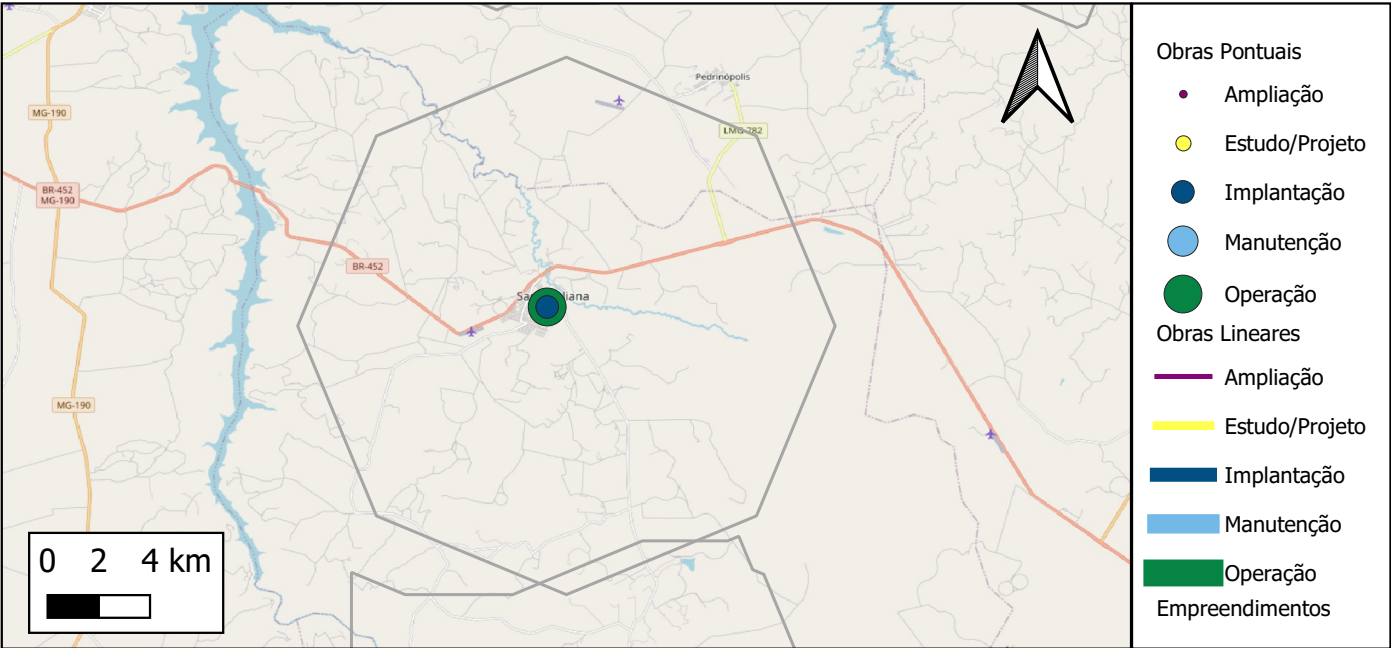 Pedrinópolis
MG-190
LMG-782
BR-452
MG-190
BR-452
MG-190
0 2 4 km
Obras Pontuais
Ampliação
Estudo/Projeto
Implantação
Manutenção
Operação
Obras Lineares
Ampliação
Estudo/Projeto
Implantação
Manutenção
Operação
Empreendimentos